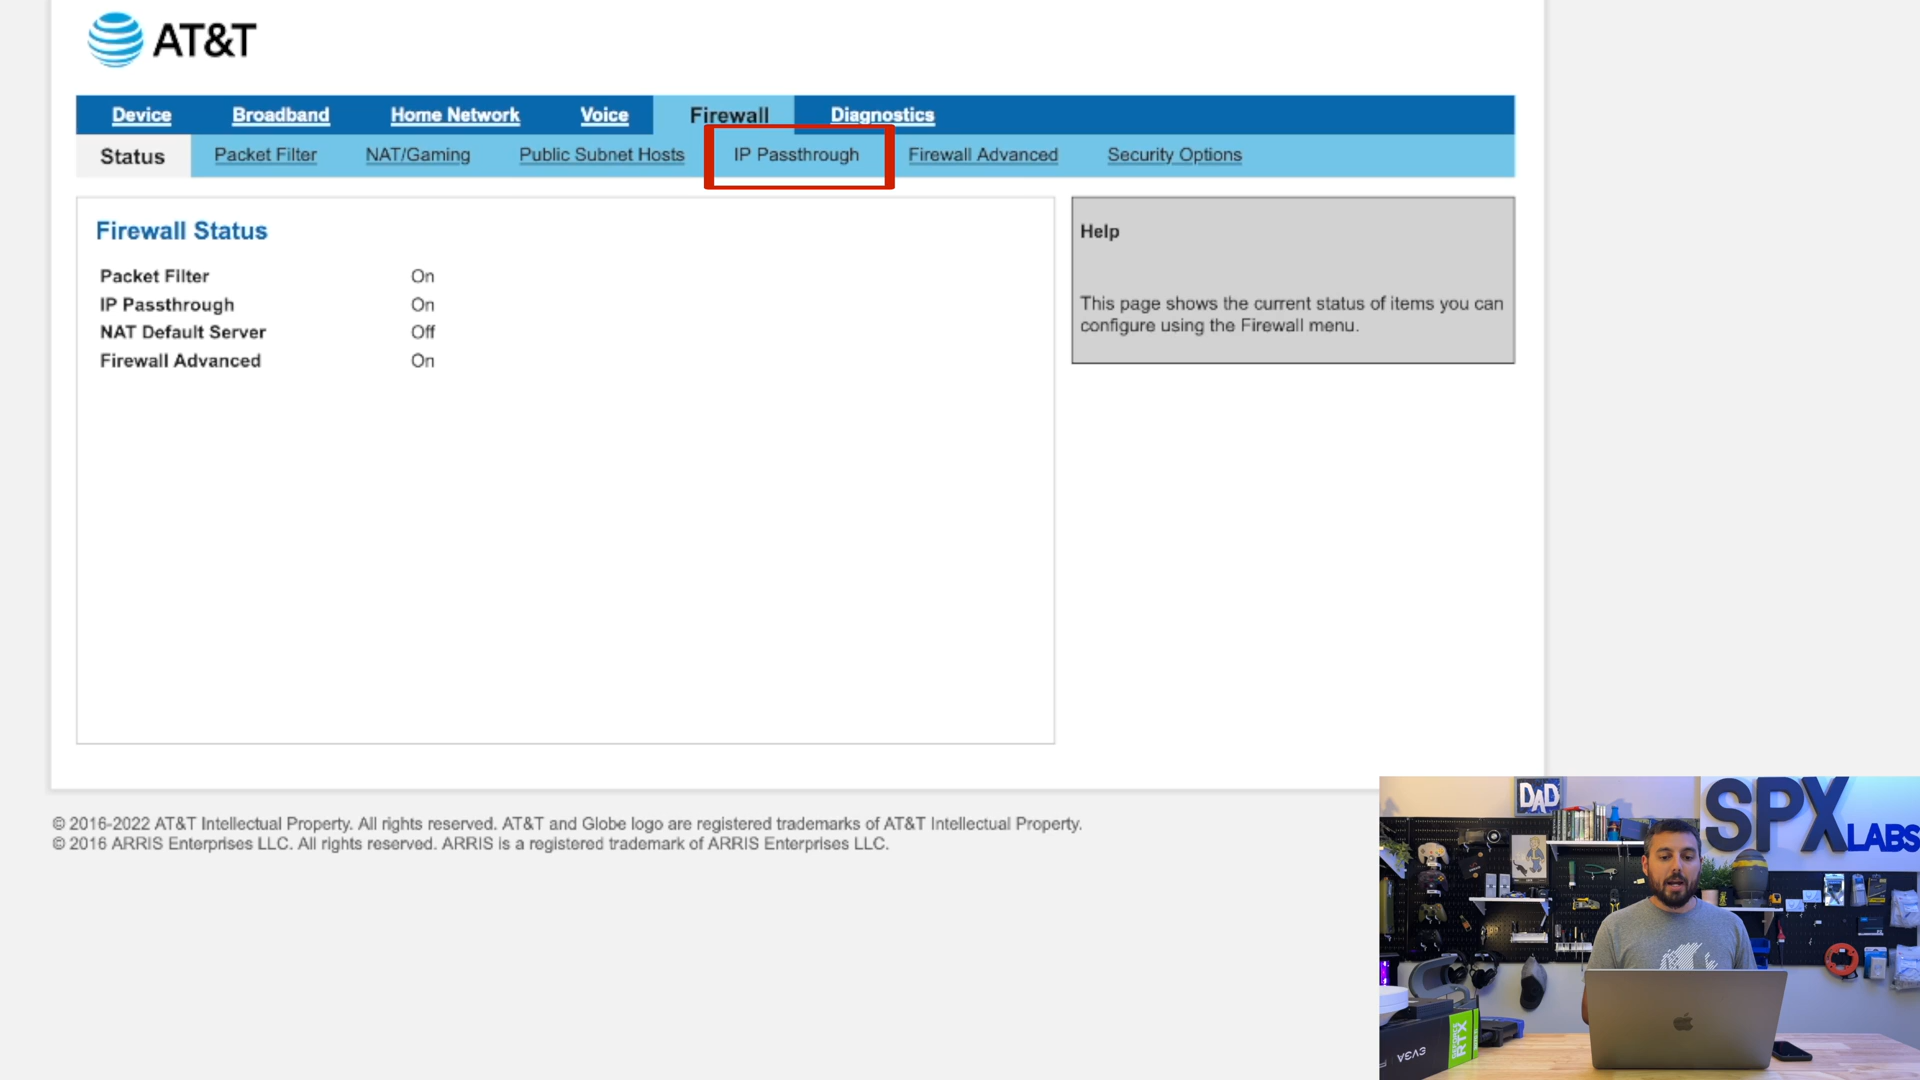 AT&T
Device Broadband Home Network Voice Firewall Diagnostics
Status Packet Filter NAT/Gaming Public Subnet Hosts IP Passthrough Firewall Advanced Security Options
Firewall Status
Packet Filter On
IP Passthrough On
NAT Default Server Off
Firewall Advanced On
Help
This page shows the current status of items you can
configure using the Firewall menu.
© 2016-2022 AT&T Intellectual Property. All rights reserved. AT&T and Globe logo are registered trademarks of AT&T Intellectual Property.
© 2016 ARRIS Enterprises LLC. All rights reserved. ARRIS is a registered trademark of ARRIS Enterprises LLC.
DAD
SPX
LABS
EVGA
GEFORCE
RTX